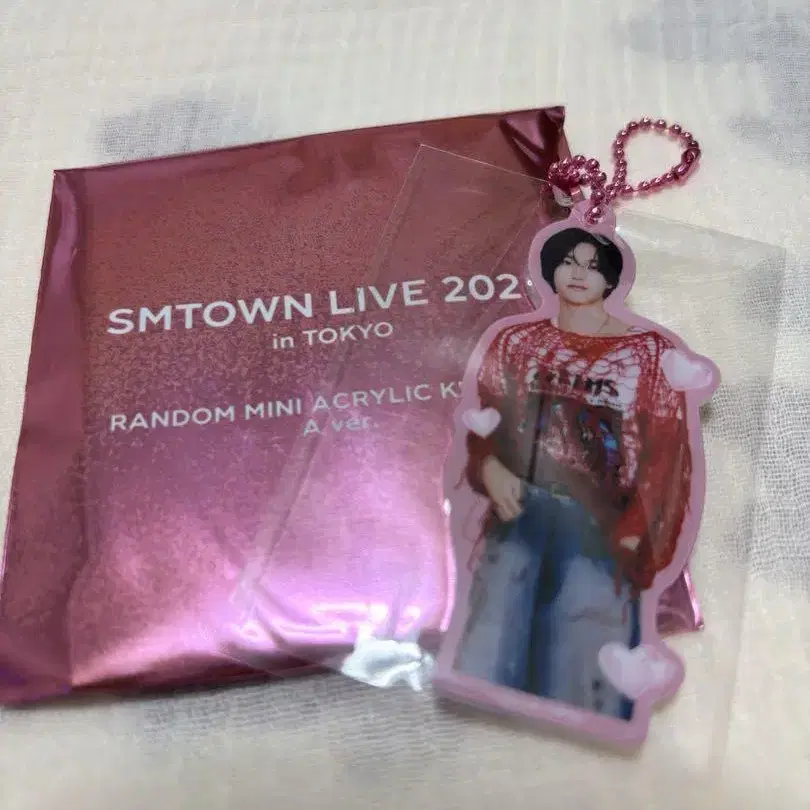 SMTOWN LIVE 202
in TOKYO
RANDOM MINI ACRYLIC K
A ver.